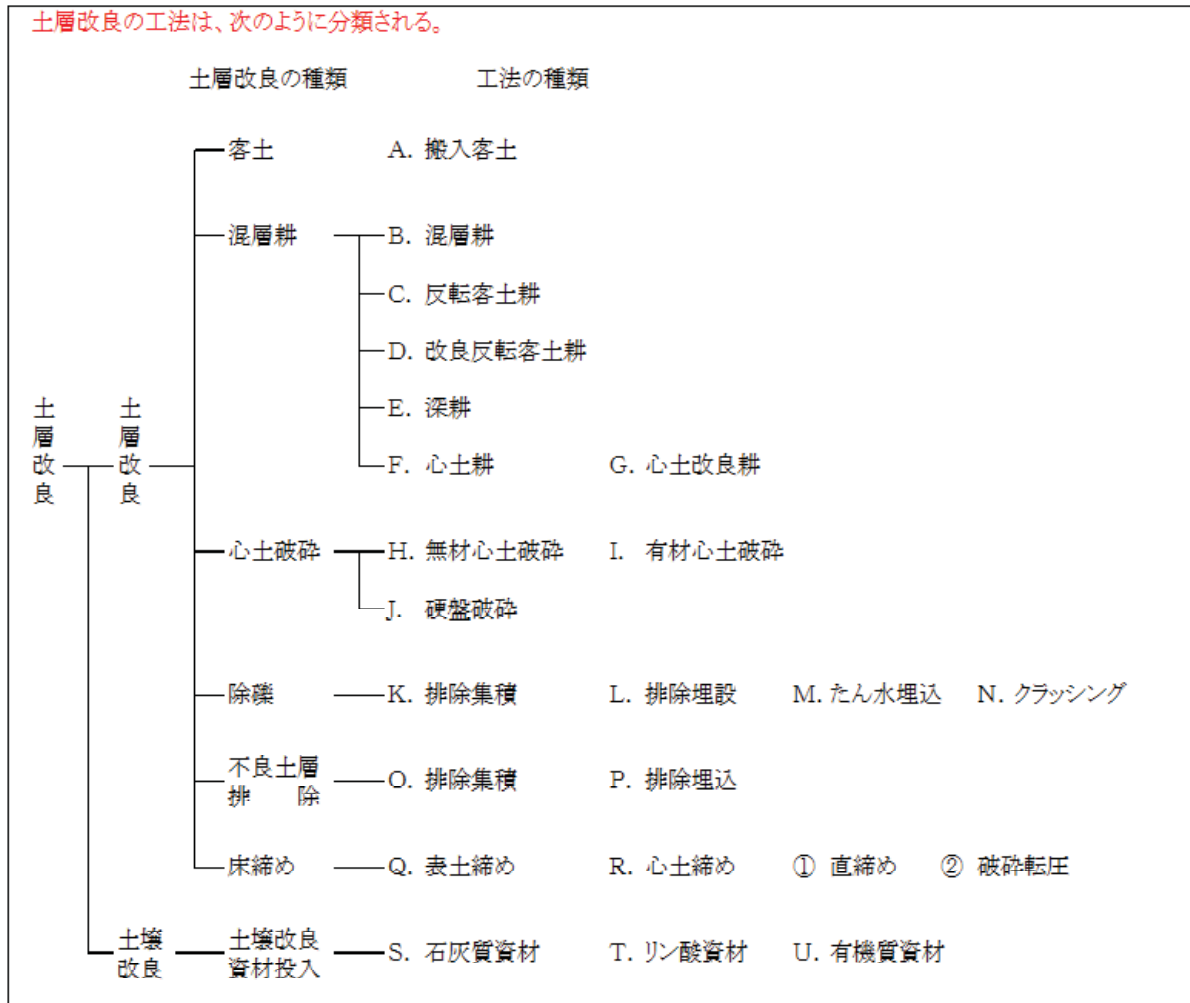 土層改良の工法は、次のように分類される。
土層改良の種類 工法の種類
客土 A. 搬入客土
混層耕 B. 混層耕
C. 反転客土耕
D. 改良反転客土耕
E. 深耕
土層改良 土層改良 F. 心土耕 G. 心土改良耕
心土破砕 H. 無材心土破砕 I. 有材心土破砕
J. 硬盤破砕
除礫 K. 排除集積 L. 排除埋設 M. たん水埋込 N. クラッシング
不良土層
排除 O. 排除集積 P. 排除埋込
床締め Q. 表土締め R. 心土締め ① 直締め ② 破砕転圧
土壌 土壌改良
改良 資材投入 S. 石灰質資材 T. リン酸資材 U. 有機質資材